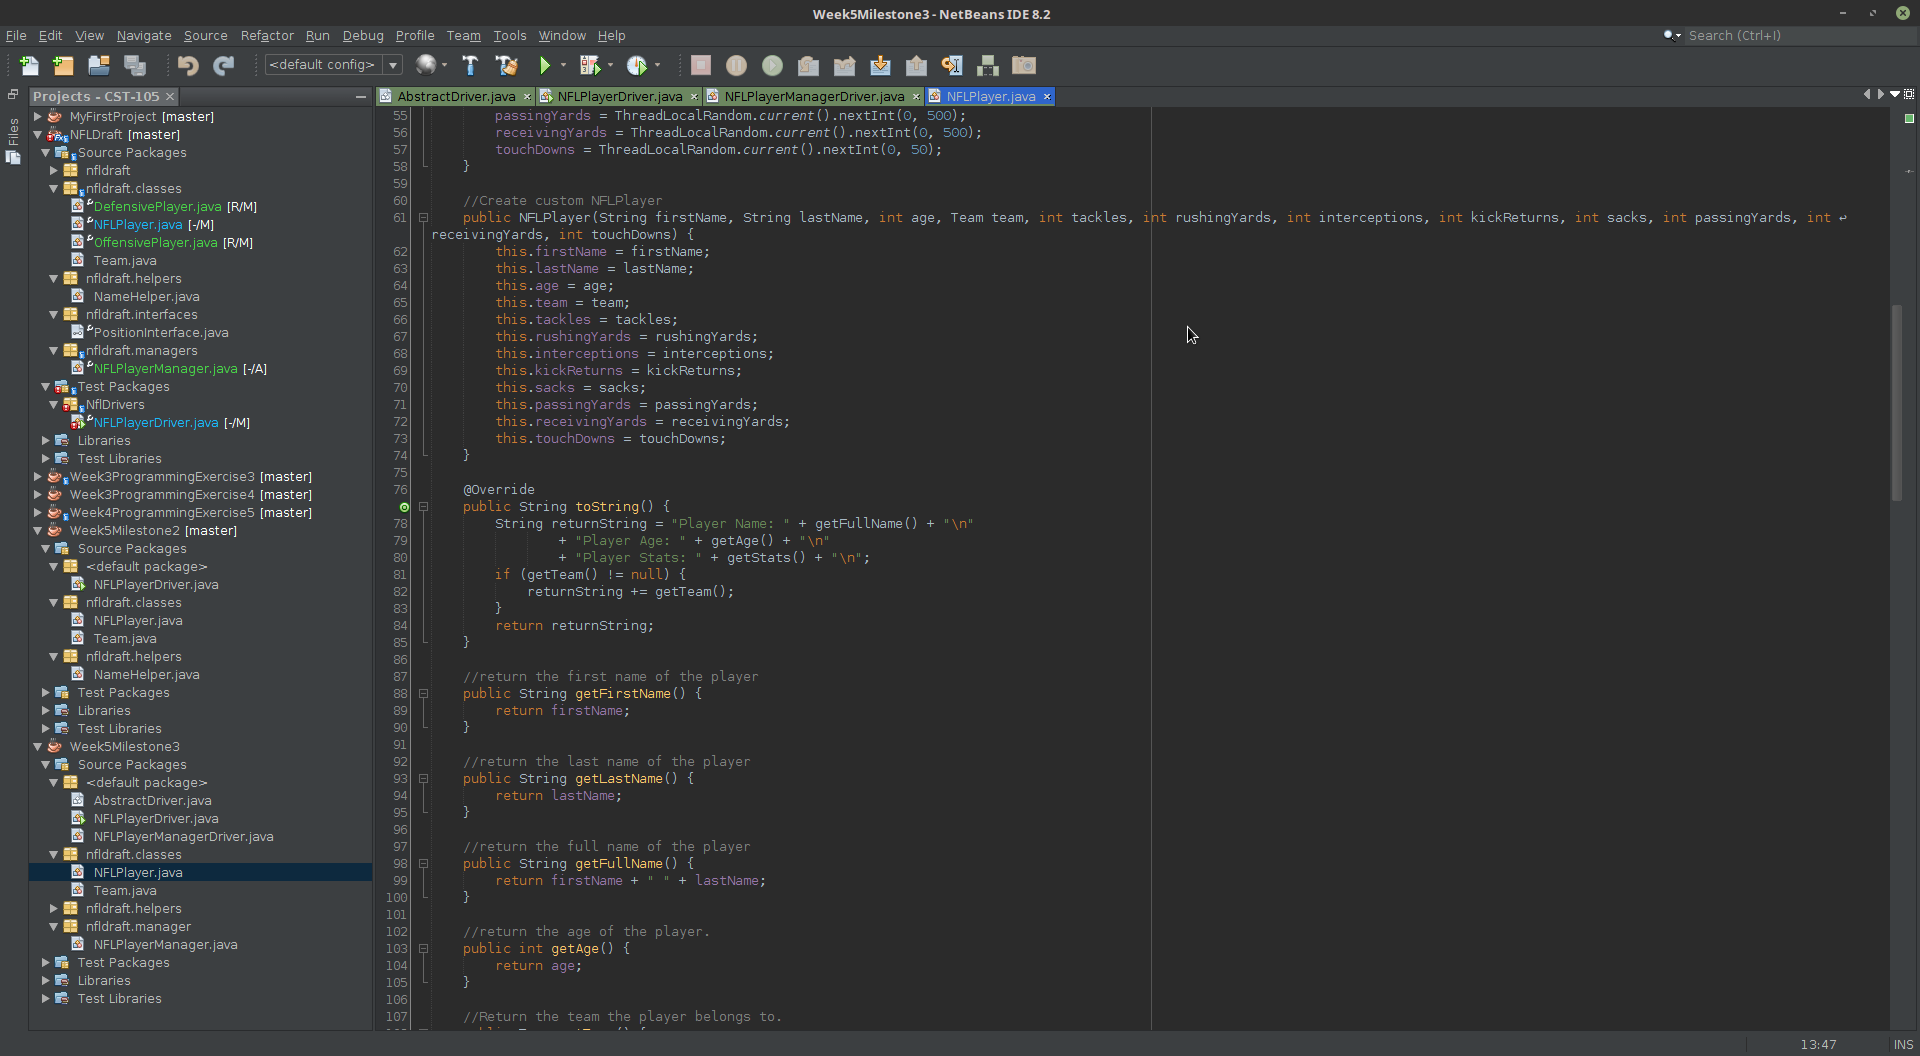 Week5Milestone3 - NetBeans IDE 8.2
File Edit View Navigate Source Refactor Run Debug Profile Team Tools Window Help
Search (Ctrl+I)
<default config>
Files
Projects - CST-105
MyFirstProject [master]
NFLDraft [master]
Source Packages
nfldraft
nfldraft.classes
DefensivePlayer.java [R/M]
NFLPlayer.java [-/M]
OffensivePlayer.java [R/M]
Team.java
nfldraft.helpers
NameHelper.java
nfldraft.interfaces
PositionInterface.java
nfldraft.managers
NFLPlayerManager.java [-/A]
Test Packages
NflDrivers
NFLPlayerDriver.java [-/M]
Libraries
Test Libraries
Week3ProgrammingExercise3 [master]
Week3ProgrammingExercise4 [master]
Week4ProgrammingExercise5 [master]
Week5Milestone2 [master]
Source Packages
<default package>
NFLPlayerDriver.java
nfldraft.classes
NFLPlayer.java
Team.java
nfldraft.helpers
NameHelper.java
Test Packages
Libraries
Test Libraries
Week5Milestone3
Source Packages
<default package>
AbstractDriver.java
NFLPlayerDriver.java
NFLPlayerManagerDriver.java
nfldraft.classes
NFLPlayer.java
Team.java
nfldraft.helpers
nfldraft.manager
NFLPlayerManager.java
Test Packages
Libraries
Test Libraries
AbstractDriver.java NFLPlayerDriver.java NFLPlayerManagerDriver.java NFLPlayer.java
55 passingYards = ThreadLocalRandom.current().nextInt(0, 500);
56 receivingYards = ThreadLocalRandom.current().nextInt(0, 500);
57 touchDowns = ThreadLocalRandom.current().nextInt(0, 50);
58 }
59
60 //Create custom NFLPlayer
61 public NFLPlayer(String firstName, String lastName, int age, Team team, int tackles, int rushingYards, int interceptions, int kickReturns, int sacks, int passingYards, int
receivingYards, int touchDowns) {
62 this.firstName = firstName;
63 this.lastName = lastName;
64 this.age = age;
65 this.team = team;
66 this.tackles = tackles;
67 this.rushingYards = rushingYards;
68 this.interceptions = interceptions;
69 this.kickReturns = kickReturns;
70 this.sacks = sacks;
71 this.passingYards = passingYards;
72 this.receivingYards = receivingYards;
73 this.touchDowns = touchDowns;
74 }
75
76 @Override
public String toString() {
78 String returnString = "Player Name: " + getFullName() + "\n"
79 + "Player Age: " + getAge() + "\n"
80 + "Player Stats: " + getStats() + "\n";
81 if (getTeam() != null) {
82 returnString += getTeam();
83 }
84 return returnString;
85 }
86
87 //return the first name of the player
88 public String getFirstName() {
89 return firstName;
90 }
91
92 //return the last name of the player
93 public String getLastName() {
94 return lastName;
95 }
96
97 //return the full name of the player
98 public String getFullName() {
99 return firstName + " " + lastName;
100 }
101
102 //return the age of the player.
103 public int getAge() {
104 return age;
105 }
106
107 //Return the team the player belongs to.
13:47 INS